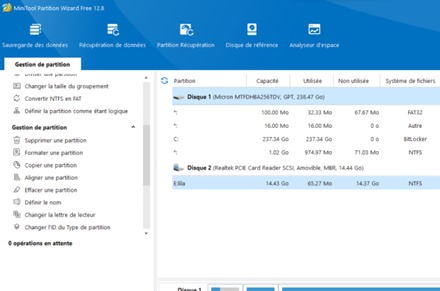 MiniTool Partition Wizard Free 12.8
Sauvegarde des données
Récupération de données
Partition Récupération
Disque de référence
Analyseur d'espace
Gestion de partition
Changer la taille du groupement
Convertir NTFS en FAT
Définir la partition comme étant logique
Gestion de partition
Supprimer une partition
Formater une partition
Copier une partition
Aligner une partition
Effacer une partition
Définir le nom
Changer la lettre de lecteur
Changer l'ID du Type de partition
0 opérations en attente
Partition Capacité Utilisée Non utilisée Système de fichiers
Disque 1 (Micron MTFDHBA256TDV, GPT, 238.47 Go)
*: 100.00 Mo 32.33 Mo 67.67 Mo FAT32
*: 16.00 Mo 16.00 Mo 0 o Autre
C: 237.34 Go 237.34 Go 0 o BitLocker
*: 1.02 Go 974.97 Mo 71.03 Mo NTFS
Disque 2 (Realtek PCIE Card Reader SCSI, Amovible, MBR, 14.44 Go)
E:lilla 14.43 Go 65.27 Mo 14.37 Go NTFS
Disque 1